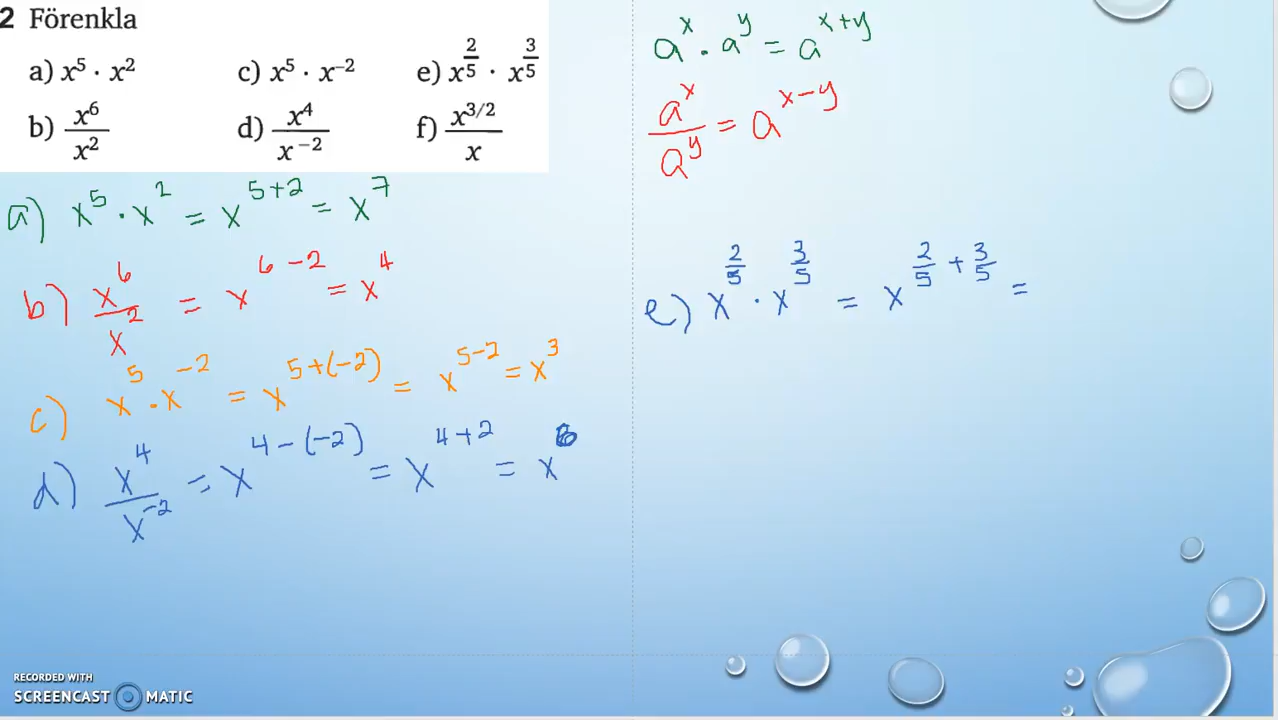 2 Förenkla
a) x⁵ · x² c) x⁵ · x⁻² e) x^(2/5) · x^(3/5)
b) x⁶/x² d) x⁴/x⁻² f) x^(3/2)/x
a) x⁵ · x² = x^(5+2) = x⁷
b) x⁶/x² = x^(6-2) = x⁴
c) x⁵ · x⁻² = x^(5+(-2)) = x^(5-2) = x³
d) x⁴/x⁻² = x^(4-(-2)) = x^(4+2) = x⁶
a^x · a^y = a^(x+y)
a^x/a^y = a^(x-y)
e) x^(2/5) · x^(3/5) = x^(2/5 + 3/5) =
RECORDED WITH
SCREENCAST MATIC